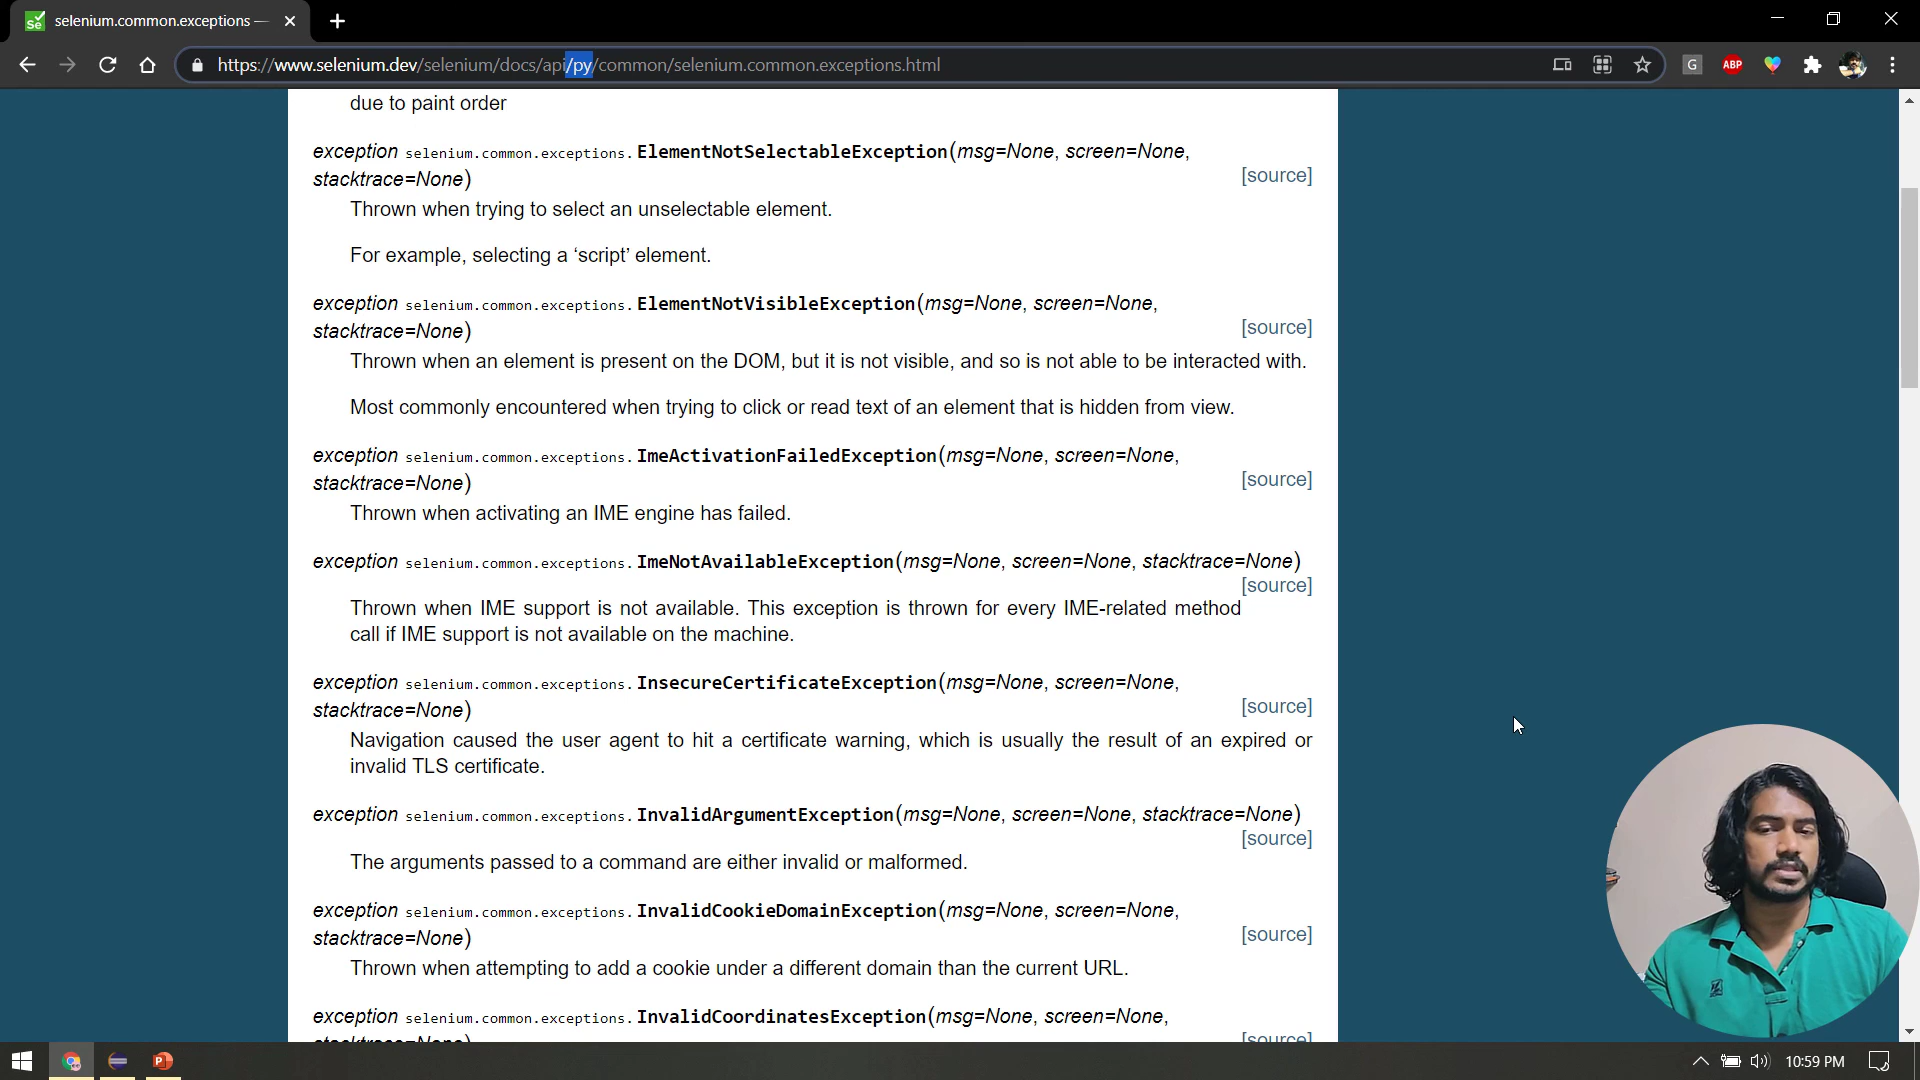 selenium.common.exceptions —
https://www.selenium.dev/selenium/docs/api/py/common/selenium.common.exceptions.html
G
ABP
due to paint order
exception selenium.common.exceptions.ElementNotSelectableException(msg=None, screen=None,
stacktrace=None)
[source]
Thrown when trying to select an unselectable element.
For example, selecting a ‘script’ element.
exception selenium.common.exceptions.ElementNotVisibleException(msg=None, screen=None,
stacktrace=None)
[source]
Thrown when an element is present on the DOM, but it is not visible, and so is not able to be interacted with.
Most commonly encountered when trying to click or read text of an element that is hidden from view.
exception selenium.common.exceptions.ImeActivationFailedException(msg=None, screen=None,
stacktrace=None)
[source]
Thrown when activating an IME engine has failed.
exception selenium.common.exceptions.ImeNotAvailableException(msg=None, screen=None, stacktrace=None)
[source]
Thrown when IME support is not available. This exception is thrown for every IME-related method
call if IME support is not available on the machine.
exception selenium.common.exceptions.InsecureCertificateException(msg=None, screen=None,
stacktrace=None)
[source]
Navigation caused the user agent to hit a certificate warning, which is usually the result of an expired or
invalid TLS certificate.
exception selenium.common.exceptions.InvalidArgumentException(msg=None, screen=None, stacktrace=None)
[source]
The arguments passed to a command are either invalid or malformed.
exception selenium.common.exceptions.InvalidCookieDomainException(msg=None, screen=None,
stacktrace=None)
[source]
Thrown when attempting to add a cookie under a different domain than the current URL.
exception selenium.common.exceptions.InvalidCoordinatesException(msg=None, screen=None,
stacktrace=None)
[source]
10:59 PM